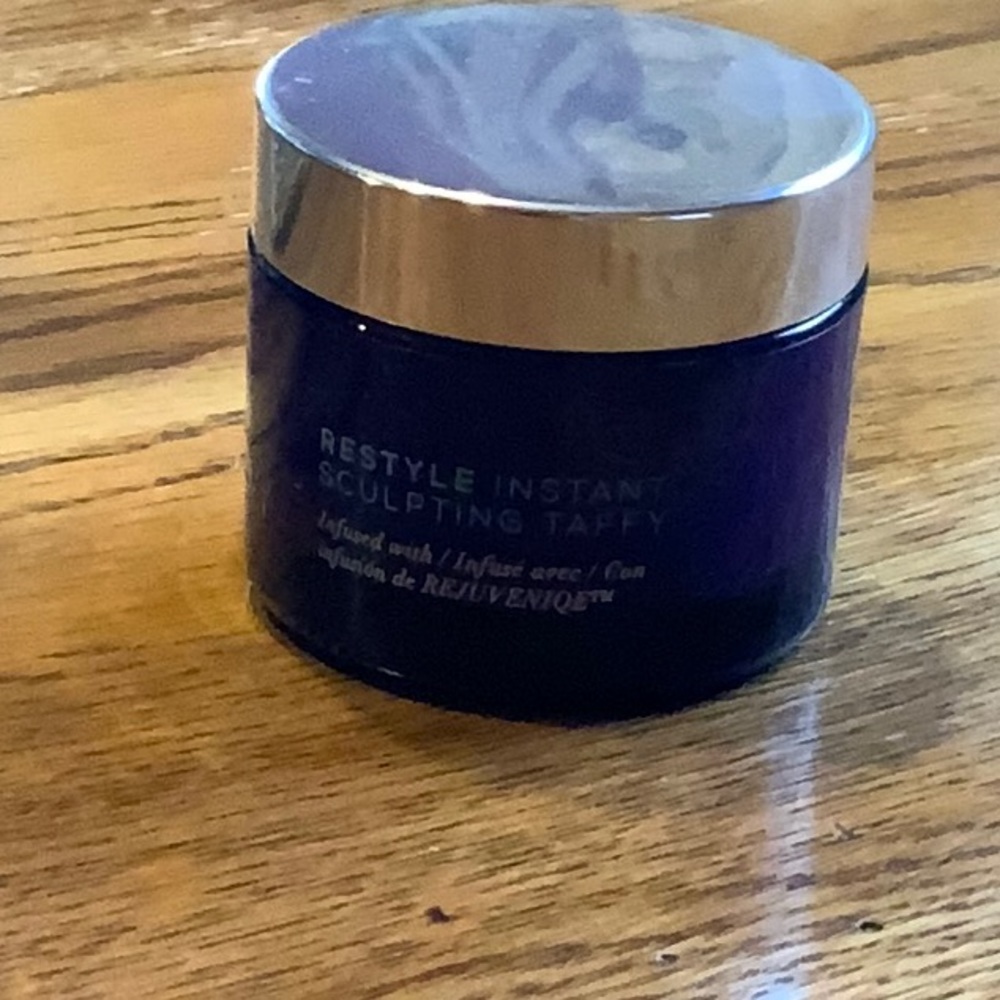 RESTYLE INSTANT
SCULPTING TAFFY
Infused with / Infusé avec / Con
infusión de REJUVENIQE™